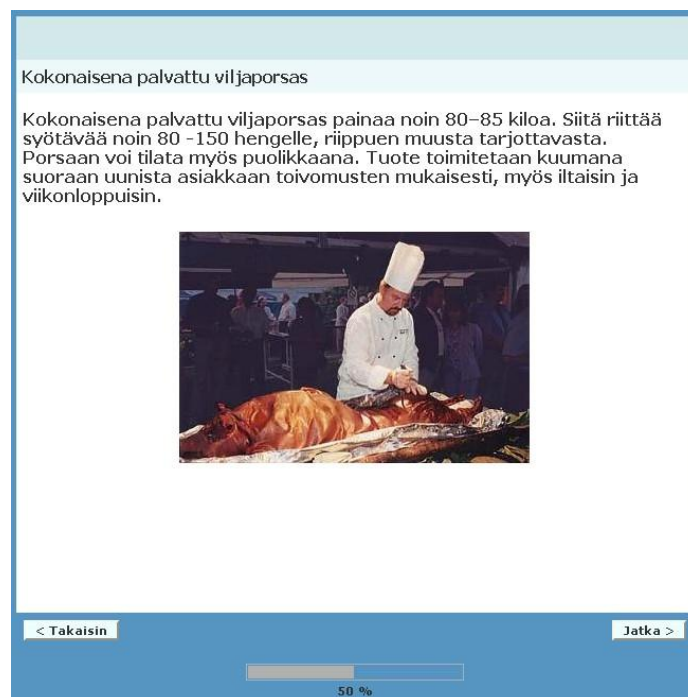 Kokonaisena palvattu viljaporsas
Kokonaisena palvattu viljaporsas painaa noin 80–85 kiloa. Siitä riittää
syötävää noin 80 -150 hengelle, riippuen muusta tarjottavasta.
Porsaan voi tilata myös puolikkaana. Tuote toimitetaan kuumana
suoraan uunista asiakkaan toivomusten mukaisesti, myös iltaisin ja
viikonloppuisin.
< Takaisin
Jatka >
50 %